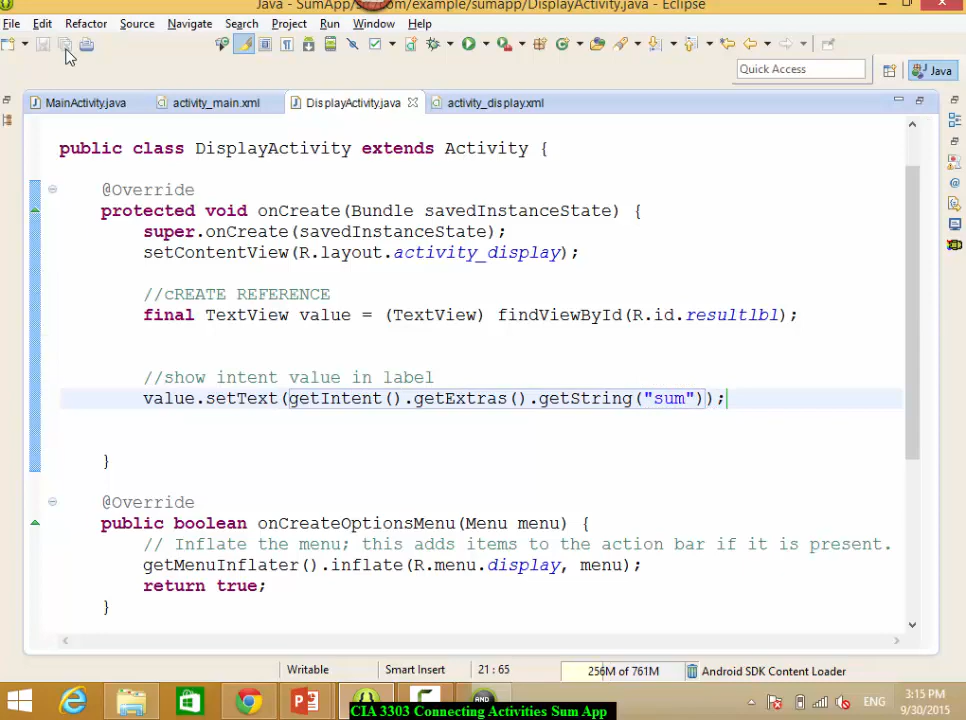 Java - SumApp/src/com/example/sumapp/DisplayActivity.java - Eclipse
File Edit Refactor Source Navigate Search Project Run Window Help
Quick Access
Java
MainActivity.java activity_main.xml DisplayActivity.java activity_display.xml
public class DisplayActivity extends Activity {
@Override
protected void onCreate(Bundle savedInstanceState) {
super.onCreate(savedInstanceState);
setContentView(R.layout.activity_display);
//cREATE REFERENCE
final TextView value = (TextView) findViewById(R.id.resultlbl);
//show intent value in label
value.setText(getIntent().getExtras().getString("sum"));
}
@Override
public boolean onCreateOptionsMenu(Menu menu) {
// Inflate the menu; this adds items to the action bar if it is present.
getMenuInflater().inflate(R.menu.display, menu);
return true;
}
Writable Smart Insert 21 : 65 256M of 761M Android SDK Content Loader
ENG
3:15 PM
9/30/2015
CIA 3303 Connecting Activities Sum App